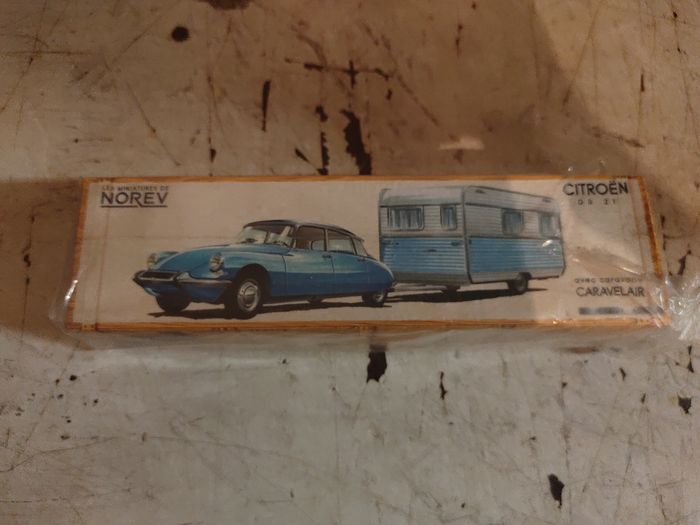 LES MINIATURES DE
NOREV
CITROËN
DS 21
avec caravane
CARAVELAIR